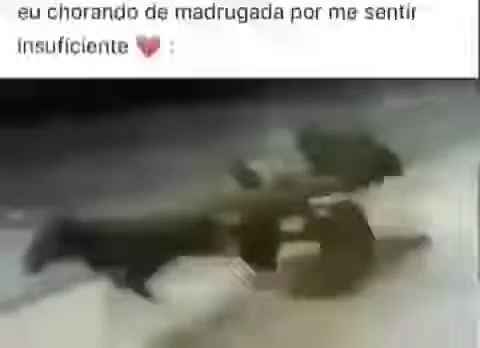 eu chorando de madrugada por me sentir
insuficiente 💔 :